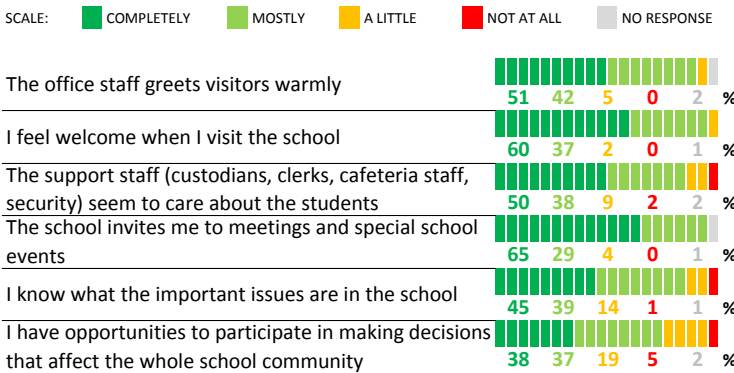 SCALE: COMPLETELY MOSTLY A LITTLE NOT AT ALL NO RESPONSE
The office staff greets visitors warmly
51 42 5 0 2 %
I feel welcome when I visit the school
60 37 2 0 1 %
The support staff (custodians, clerks, cafeteria staff,
security) seem to care about the students
50 38 9 2 2 %
The school invites me to meetings and special school
events
65 29 4 0 1 %
I know what the important issues are in the school
45 39 14 1 1 %
I have opportunities to participate in making decisions
that affect the whole school community
38 37 19 5 2 %